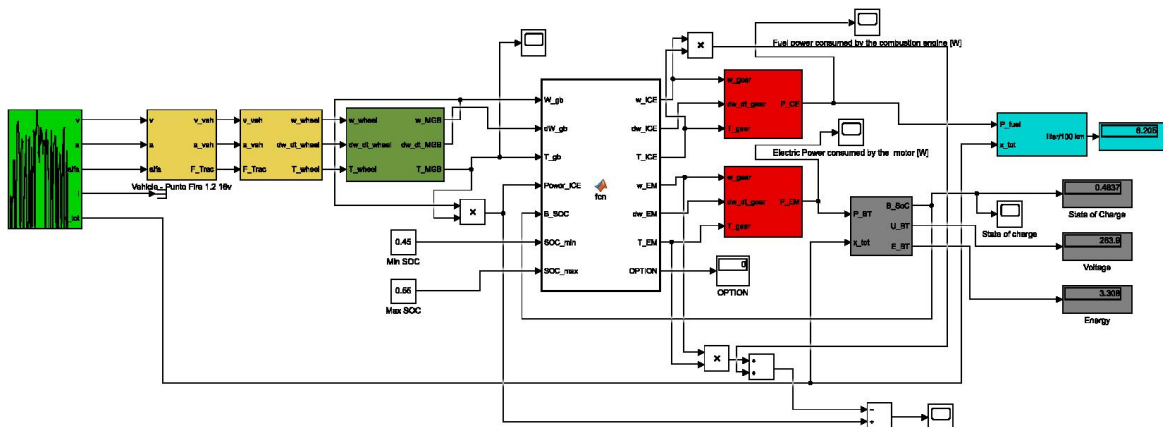 Fuel power consumed by the combustion engine [W]
v
a
alfa
i
_tot
v
a
alfa
v_veh
a_veh
F_Trac
Vehicle - Punto Fire 1.2 16v
v_veh
a_veh
F_Trac
w_wheel
dw_dt_wheel
T_wheel
w_wheel
dw_dt_wheel
T_wheel
w_MGB
dw_dt_MGB
T_MGB
×
0.45
Min SOC
0.55
Max SOC
W_gb
dW_gb
T_gb
Power_ICE
B_SOC
SOC_min
SOC_max
fcn
w_ICE
dw_ICE
T_ICE
w_EM
dw_EM
T_EM
OPTION
×
w_gear
dw_dt_gear
T_gear
P_CE
Electric Power consumed by the motor [W]
w_gear
dw_dt_gear
T_gear
P_EM
0
OPTION
P_BT
x_tot
B_SoC
U_BT
E_BT
P_fuel
x_tot
liter/100 km
6.205
State of charge
0.4837
State of Charge
263.9
Voltage
3.308
Energy
×
+
+
−
+